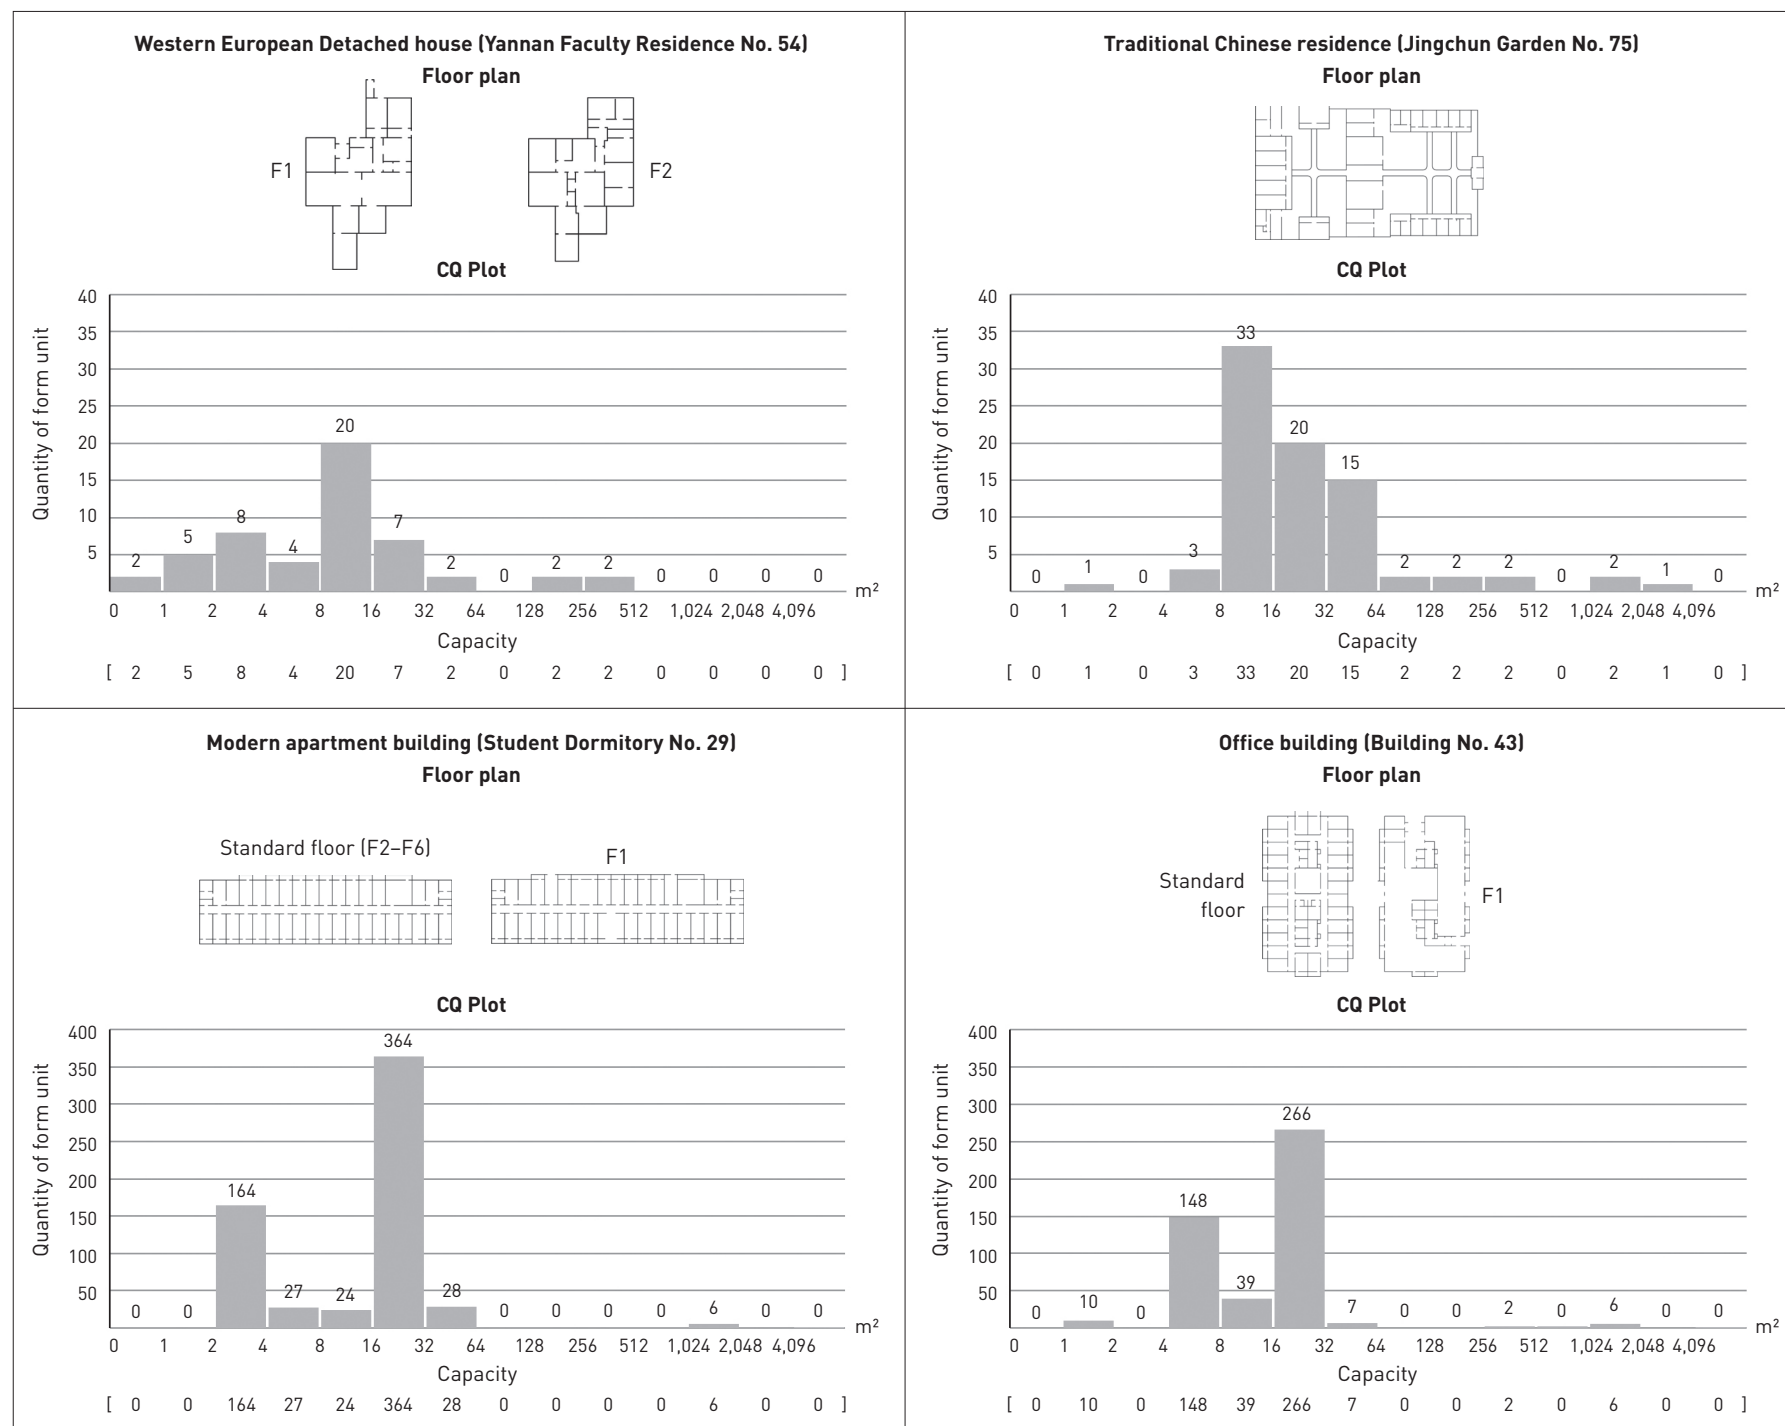 Western European Detached house (Yannan Faculty Residence No. 54)
Floor plan
F1
F2
CQ Plot
Quantity of form unit
40
35
30
25
20
15
10
5
2 5 8 4 20 7 2 0 2 2 0 0 0 0
m²
0 1 2 4 8 16 32 64 128 256 512 1,024 2,048 4,096
Capacity
[ 2 5 8 4 20 7 2 0 2 2 0 0 0 0 ]
Traditional Chinese residence (Jingchun Garden No. 75)
Floor plan
CQ Plot
Quantity of form unit
40
35
30
25
20
15
10
5
0 1 0 3 33 20 15 2 2 2 0 2 1 0
m²
0 1 2 4 8 16 32 64 128 256 512 1,024 2,048 4,096
Capacity
[ 0 1 0 3 33 20 15 2 2 2 0 2 1 0 ]
Modern apartment building (Student Dormitory No. 29)
Floor plan
Standard floor (F2–F6)
F1
CQ Plot
Quantity of form unit
400
350
300
250
200
150
100
50
0 0 164 27 24 364 28 0 0 0 0 6 0 0
m²
0 1 2 4 8 16 32 64 128 256 512 1,024 2,048 4,096
Capacity
[ 0 0 164 27 24 364 28 0 0 0 0 6 0 0 ]
Office building (Building No. 43)
Floor plan
Standard
floor
F1
CQ Plot
Quantity of form unit
400
350
300
250
200
150
100
50
0 10 0 148 39 266 7 0 0 2 0 6 0 0
m²
0 1 2 4 8 16 32 64 128 256 512 1,024 2,048 4,096
Capacity
[ 0 10 0 148 39 266 7 0 0 2 0 6 0 0 ]